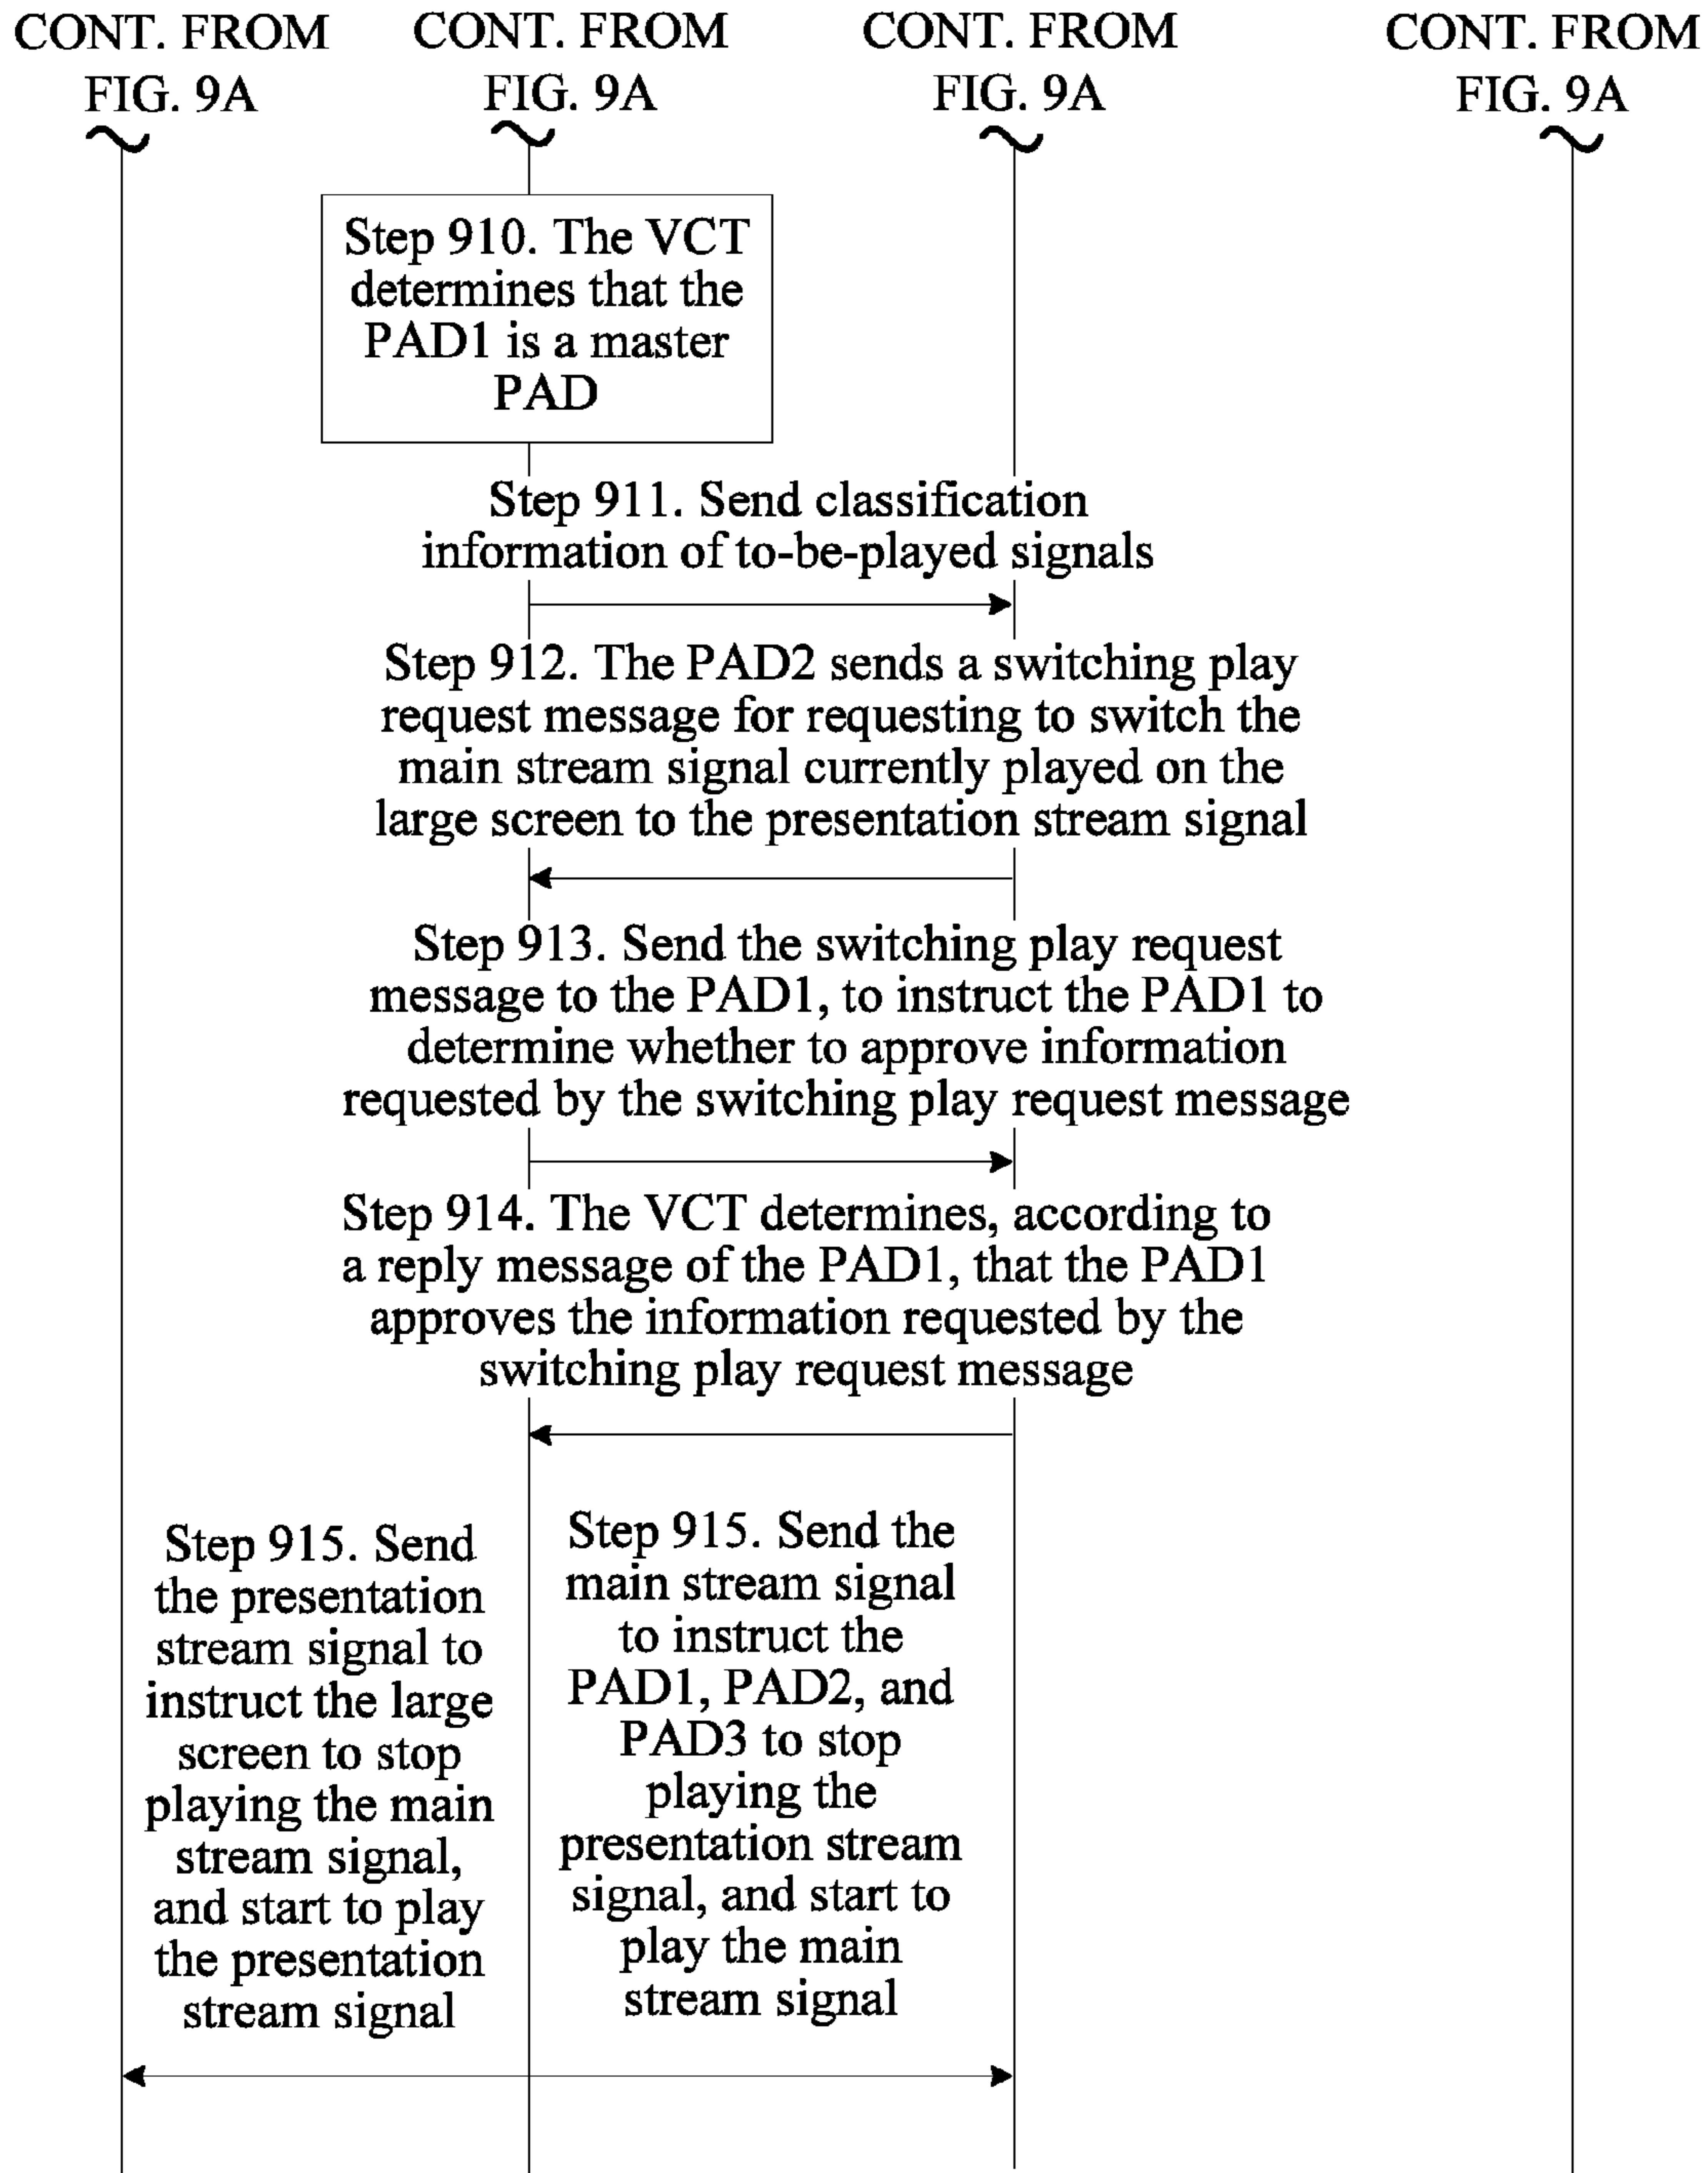 CONT. FROM
FIG. 9A
CONT. FROM
FIG. 9A
CONT. FROM
FIG. 9A
CONT. FROM
FIG. 9A
Step 910. The VCT
determines that the
PAD1 is a master
PAD
Step 911. Send classification
information of to-be-played signals
Step 912. The PAD2 sends a switching play
request message for requesting to switch the
main stream signal currently played on the
large screen to the presentation stream signal
Step 913. Send the switching play request
message to the PAD1, to instruct the PAD1 to
determine whether to approve information
requested by the switching play request message
Step 914. The VCT determines, according to
a reply message of the PAD1, that the PAD1
approves the information requested by the
switching play request message
Step 915. Send
the presentation
stream signal to
instruct the large
screen to stop
playing the main
stream signal,
and start to play
the presentation
stream signal
Step 915. Send the
main stream signal
to instruct the
PAD1, PAD2, and
PAD3 to stop
playing the
presentation stream
signal, and start to
play the main
stream signal